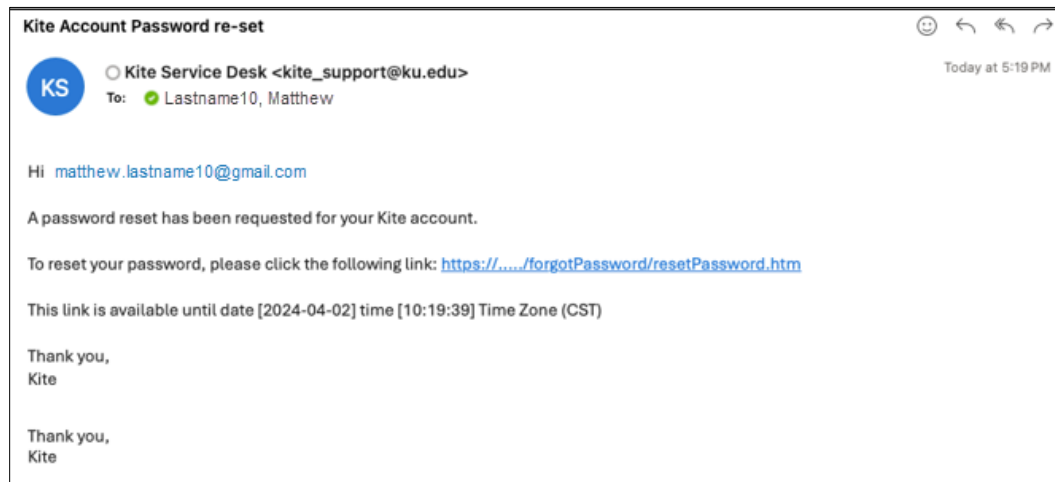 Kite Account Password re-set
KS
Kite Service Desk <kite_support@ku.edu>
Today at 5:19 PM
To: Lastname10, Matthew
Hi matthew.lastname10@gmail.com
A password reset has been requested for your Kite account.
To reset your password, please click the following link: https://...../forgotPassword/resetPassword.htm
This link is available until date [2024-04-02] time [10:19:39] Time Zone (CST)
Thank you,
Kite
Thank you,
Kite